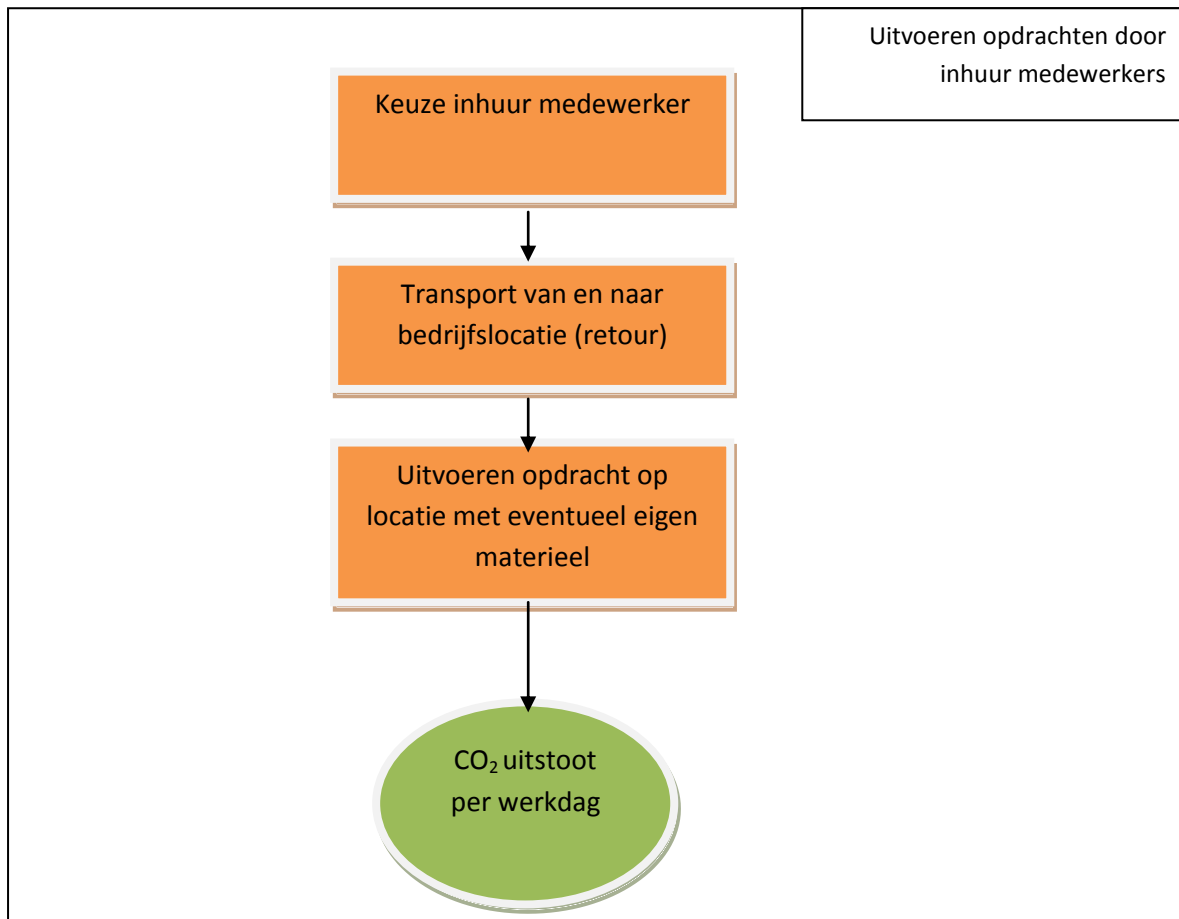 Uitvoeren opdrachten door
inhuur medewerkers
Keuze inhuur medewerker
Transport van en naar
bedrijfslocatie (retour)
Uitvoeren opdracht op
locatie met eventueel eigen
materieel
CO₂ uitstoot
per werkdag